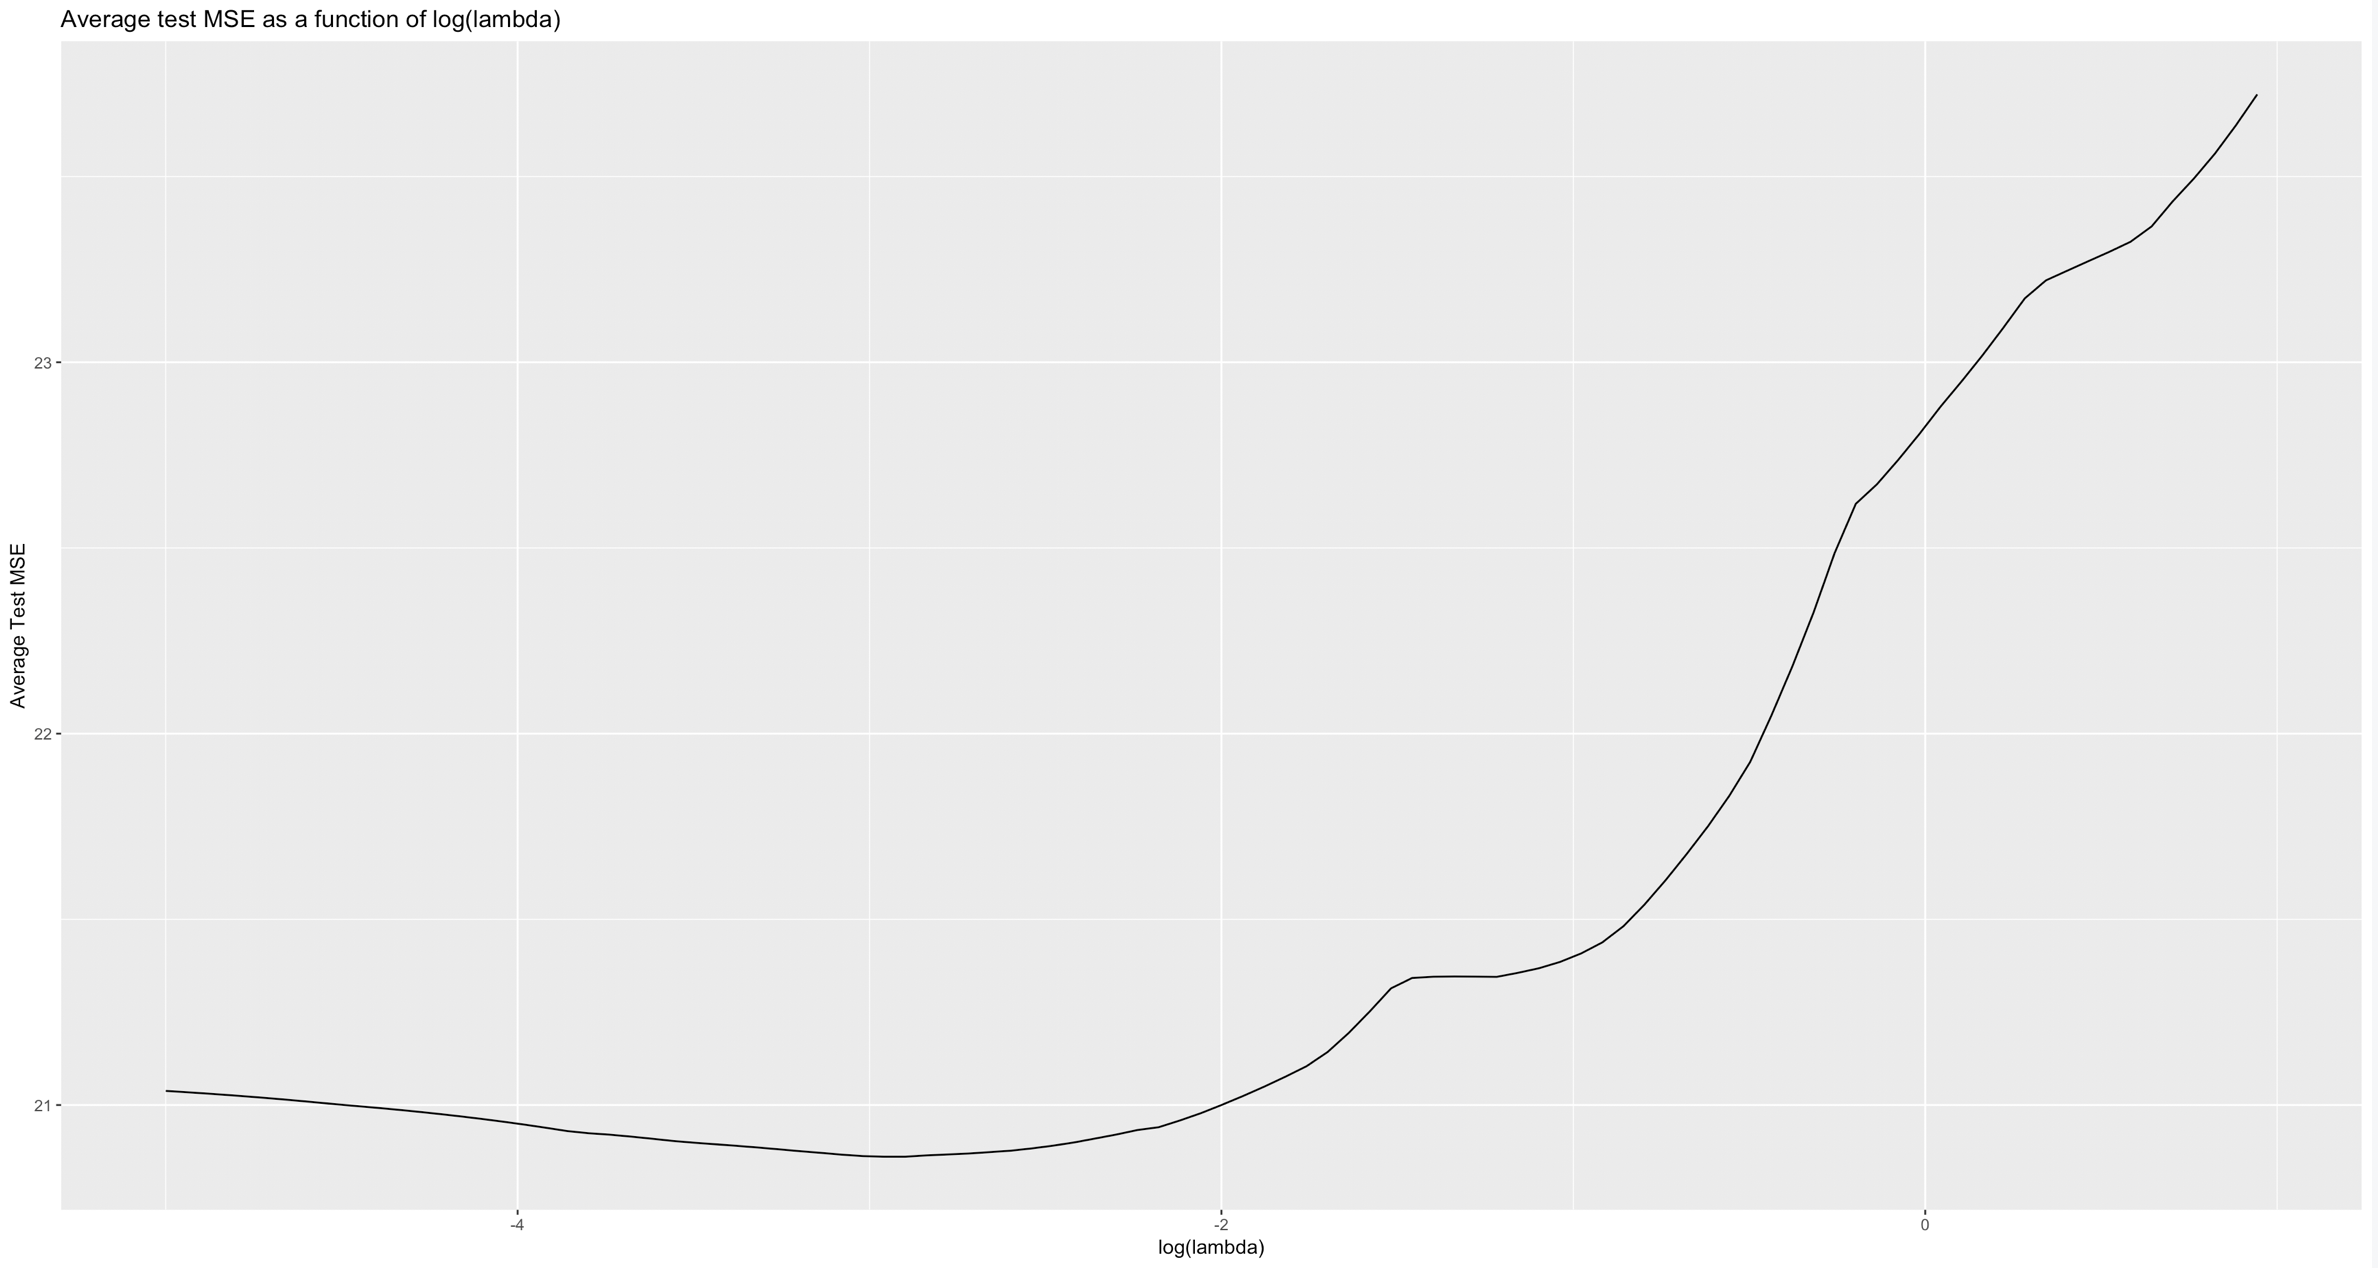 Average test MSE as a function of log(lambda)
Average Test MSE
23
22
21
-4
-2
0
log(lambda)